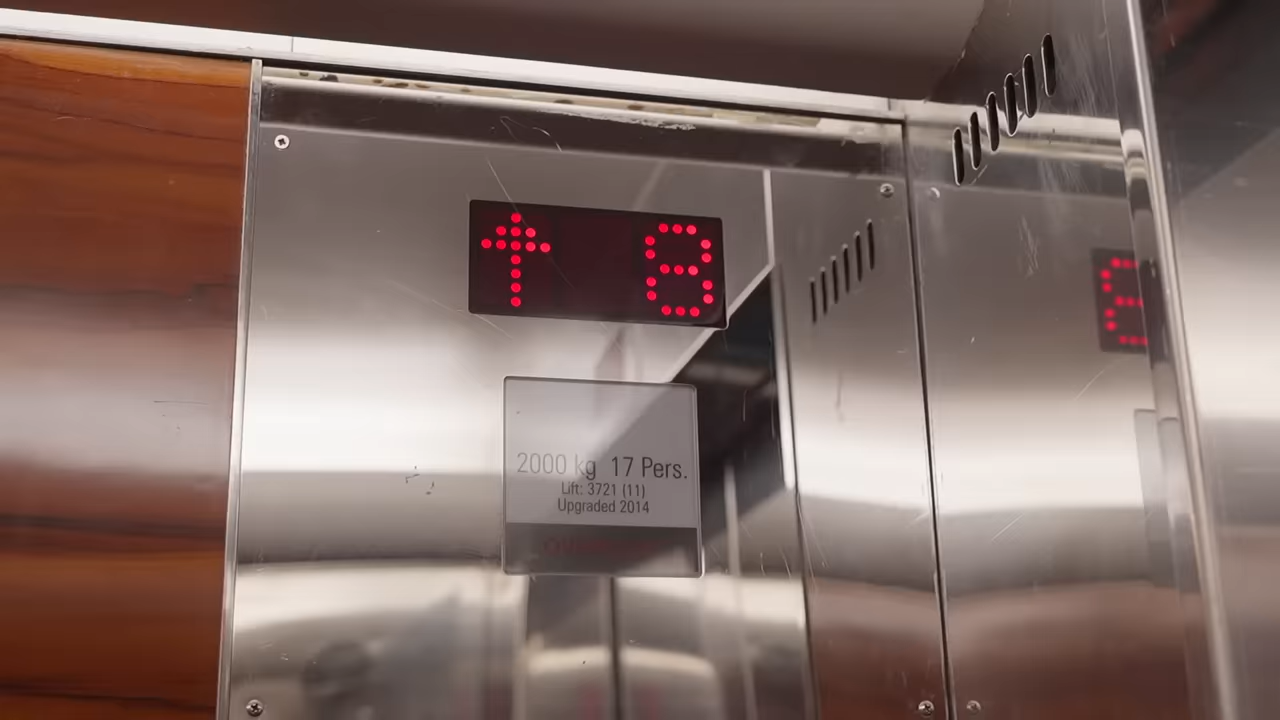 ↑ 8
2000 kg 17 Pers.
Lift: 3721 (11)
Upgraded 2014